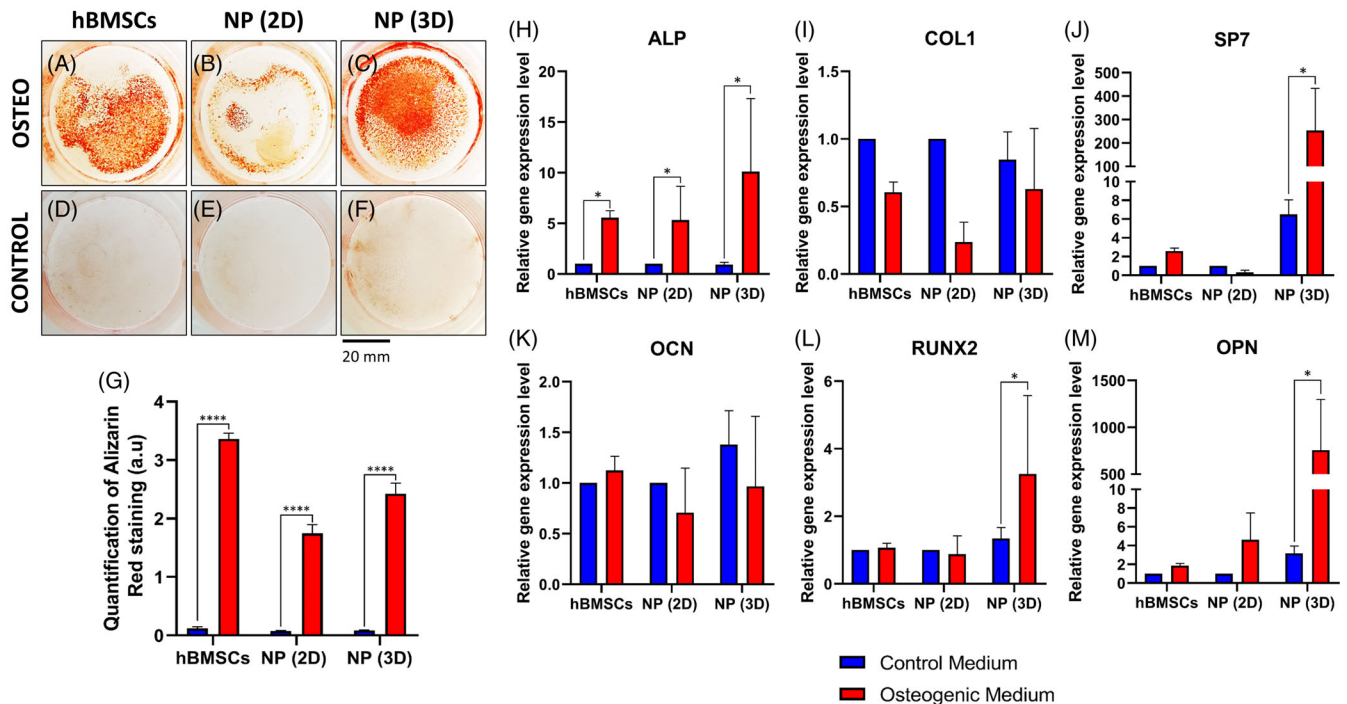 hBMSCs NP (2D) NP (3D)
OSTEO
(A) (B) (C)
CONTROL
(D) (E) (F)
20 mm
(G)
Quantification of Alizarin
Red staining (a.u)
4
3
2
1
0
**** **** ****
hBMSCs NP (2D) NP (3D)
(H) ALP
Relative gene expression level
20
15
10
5
0
* * *
hBMSCs NP (2D) NP (3D)
(I) COL1
Relative gene expression level
1.5
1.0
0.5
0.0
hBMSCs NP (2D) NP (3D)
(J) SP7
Relative gene expression level
500
400
300
200
100
8
6
4
2
0
*
hBMSCs NP (2D) NP (3D)
(K) OCN
Relative gene expression level
2.0
1.5
1.0
0.5
0.0
hBMSCs NP (2D) NP (3D)
(L) RUNX2
Relative gene expression level
6
4
2
0
*
hBMSCs NP (2D) NP (3D)
(M) OPN
Relative gene expression level
1500
1000
500
8
6
4
2
0
*
hBMSCs NP (2D) NP (3D)
Control Medium
Osteogenic Medium